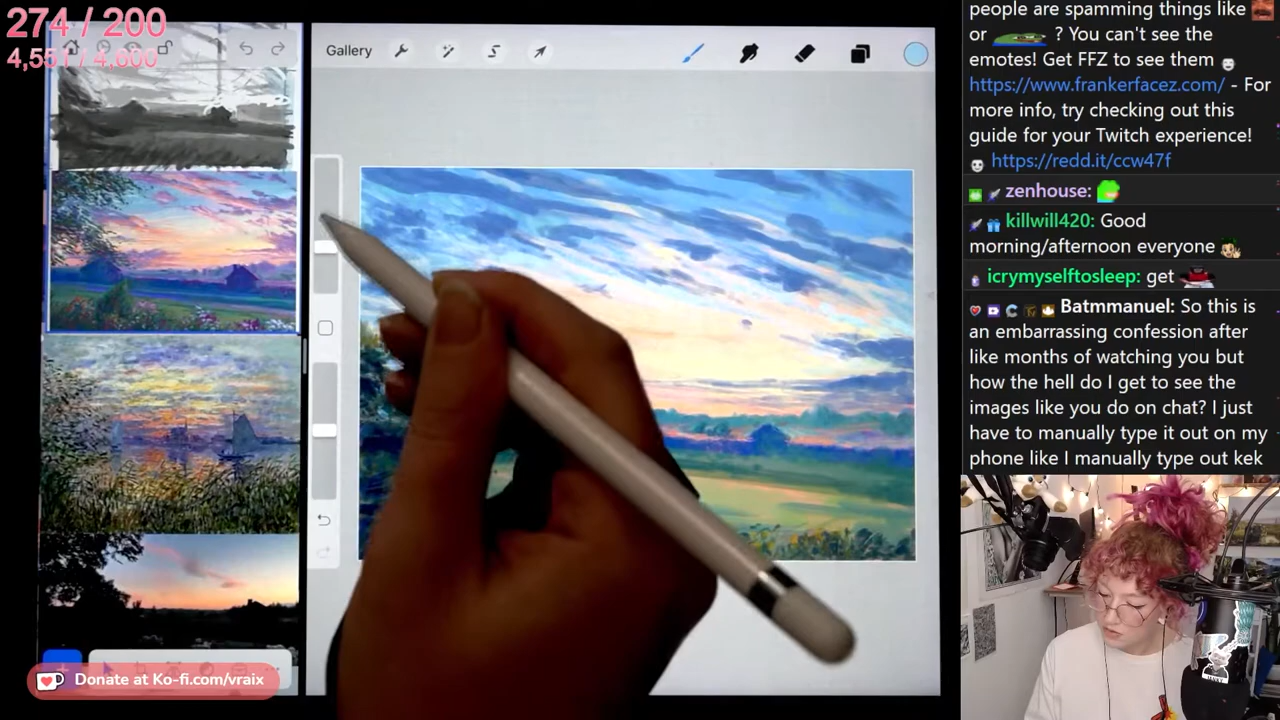 274 / 200
4,551 / 4,600
Gallery
people are spamming things like
or ? You can't see the
emotes! Get FFZ to see them
https://www.frankerfacez.com/ - For
more info, try checking out this
guide for your Twitch experience!
https://redd.it/ccw47f
zenhouse:
killwill420: Good
morning/afternoon everyone
icrymyselftosleep: get
Batmmanuel: So this is
an embarrassing confession after
like months of watching you but
how the hell do I get to see the
images like you do on chat? I just
have to manually type it out on my
phone like I manually type out kek
Donate at Ko-fi.com/vraix